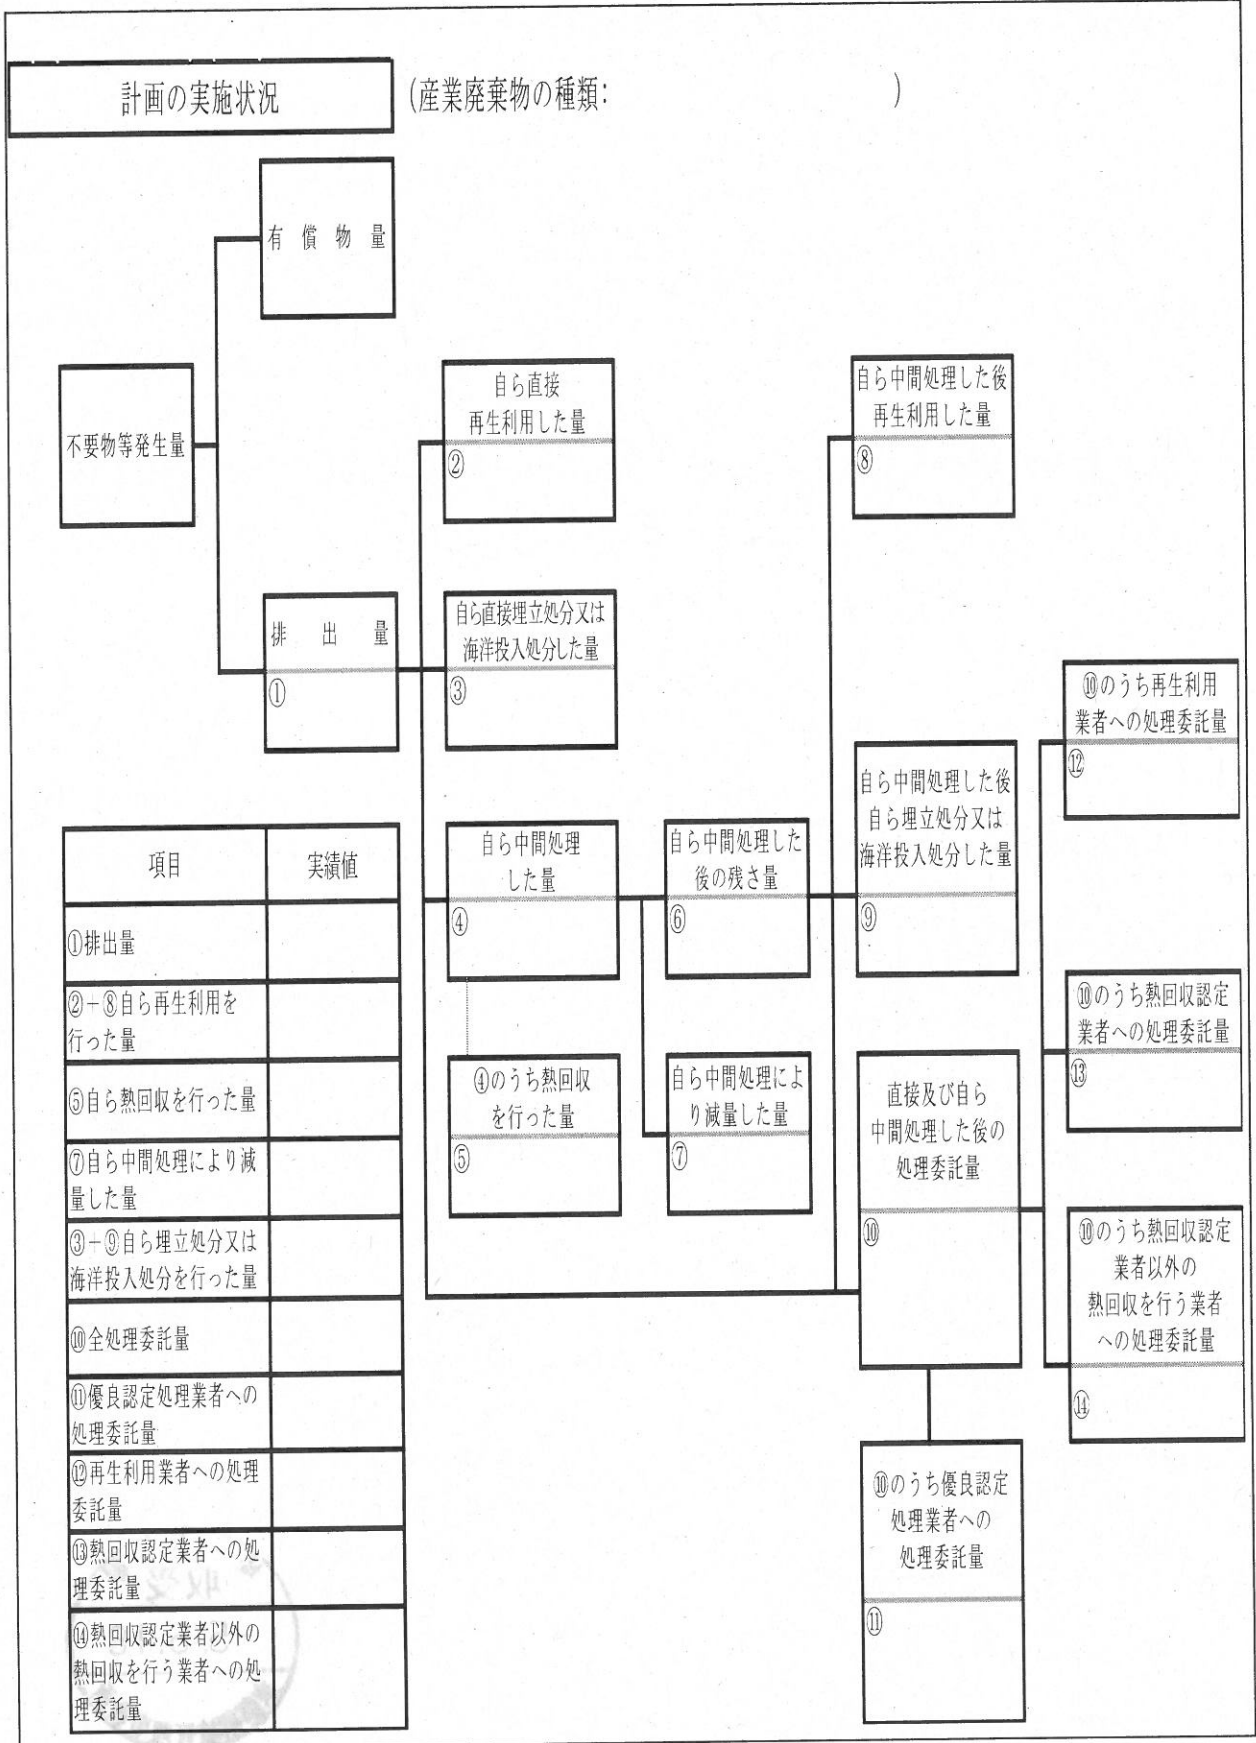 計画の実施状況
(産業廃棄物の種類: )
有償物量
不要物等発生量
排出量
①
自ら直接
再生利用した量
②
自ら直接埋立処分又は
海洋投入処分した量
③
自ら中間処理
した量
④
④のうち熱回収
を行った量
⑤
自ら中間処理した
後の残さ量
⑥
自ら中間処理によ
り減量した量
⑦
自ら中間処理した後
再生利用した量
⑧
自ら中間処理した後
自ら埋立処分又は
海洋投入処分した量
⑨
直接及び自ら
中間処理した後の
処理委託量
⑩
⑩のうち優良認定
処理業者への
処理委託量
⑪
⑩のうち再生利用
業者への処理委託量
⑫
⑩のうち熱回収認定
業者への処理委託量
⑬
⑩のうち熱回収認定
業者以外の
熱回収を行う業者
への処理委託量
⑭
項目 実績値
①排出量
②+⑧自ら再生利用を
行った量
⑤自ら熱回収を行った量
⑦自ら中間処理により減
量した量
③+⑨自ら埋立処分又は
海洋投入処分を行った量
⑩全処理委託量
⑪優良認定処理業者への
処理委託量
⑫再生利用業者への処理
委託量
⑬熱回収認定業者への処
理委託量
⑭熱回収認定業者以外の
熱回収を行う業者への処
理委託量